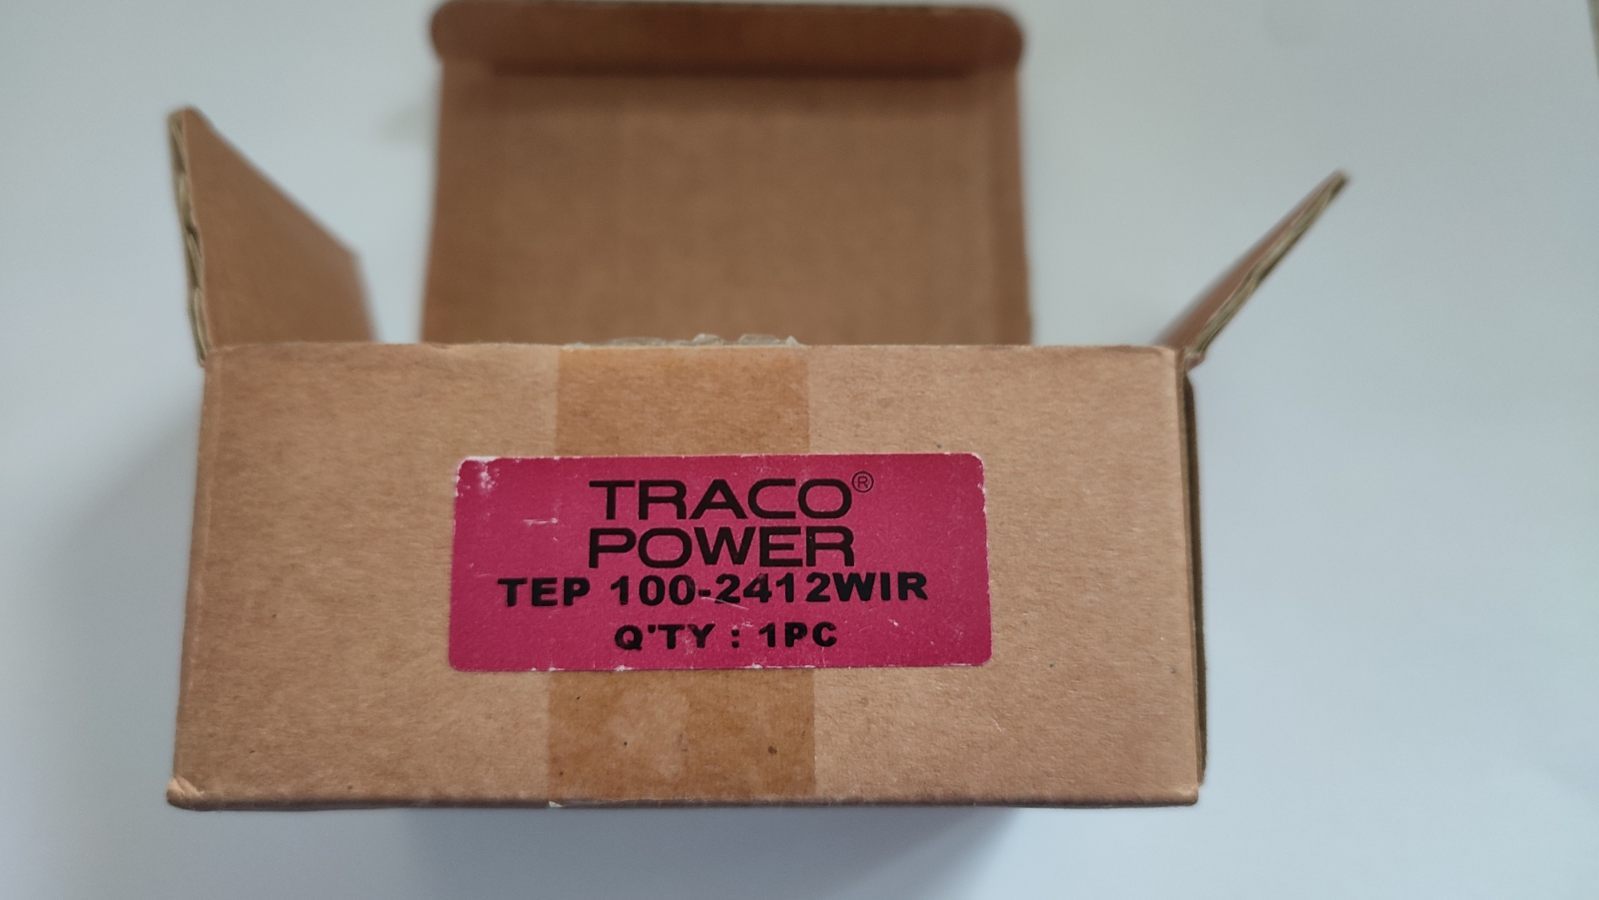 TRACO®
POWER
TEP 100-2412WIR
Q'TY : 1PC